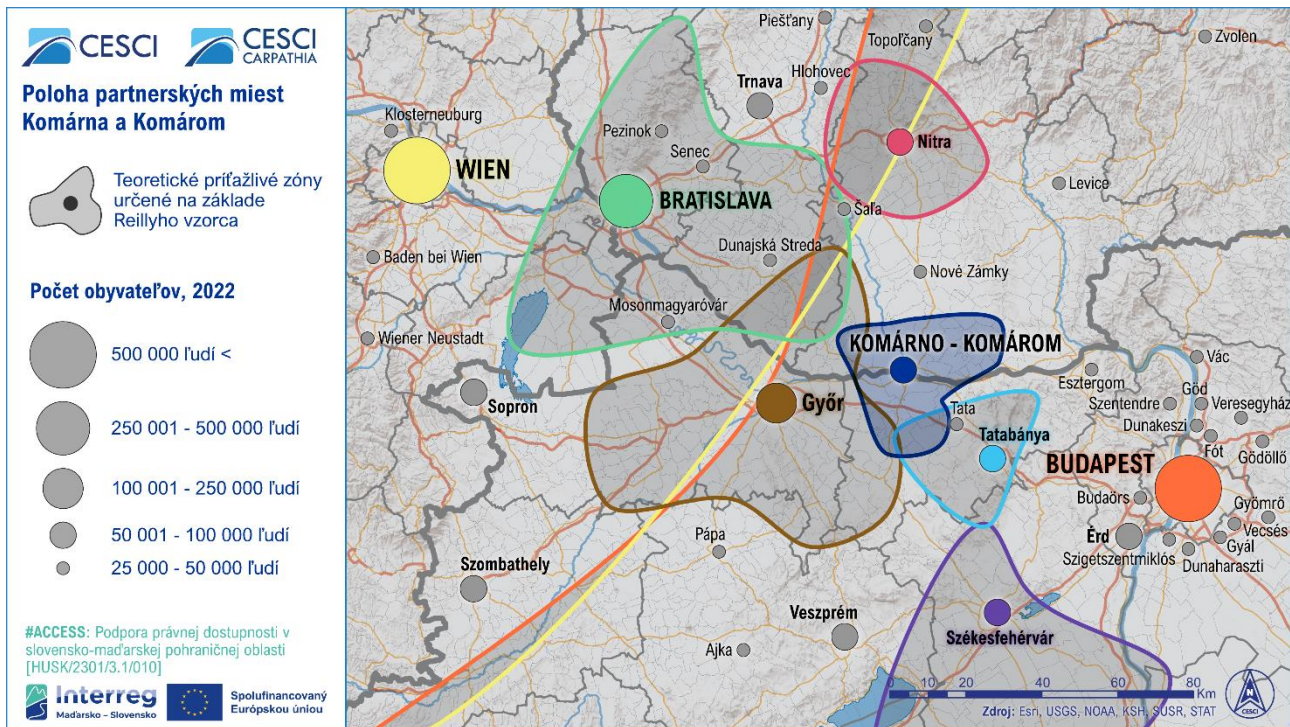 CESCI
CESCI
CARPATHIA
Poloha partnerských miest
Komárna a Komárom
Teoretické príťažlivé zóny
určené na základe
Reillyho vzorca
Počet obyvateľov, 2022
500 000 ľudí <
250 001 - 500 000 ľudí
100 001 - 250 000 ľudí
50 001 - 100 000 ľudí
25 000 - 50 000 ľudí
#ACCESS: Podpora právnej dostupnosti v
slovensko-maďarskej pohraničnej oblasti
[HUSK/2301/3.1/010]
Interreg
Maďarsko - Slovensko
Spolufinancovaný
Európskou úniou
Piešťany
Topoľčany
Zvolen
Hlohovec
Trnava
Klosterneuburg
Pezinok
Nitra
WIEN
Senec
Levice
BRATISLAVA
Šaľa
Dunajská Streda
Baden bei Wien
Nové Zámky
Mosonmagyaróvár
Wiener Neustadt
KOMÁRNO - KOMÁROM
Vác
Esztergom
Göd
Sopron
Győr
Szentendre
Veresegyház
Tata
Dunakeszi
Tatabánya
Fót
Gödöllő
BUDAPEST
Budaörs
Gyömrő
Vecsés
Érd
Gyál
Pápa
Szigetszentmiklós
Dunaharaszti
Szombathely
Veszprém
Székesfehérvár
Ajka
0 20 40 60 80
Km
Zdroj: Esri, USGS, NOAA, KSH, SUSR, STAT
N
CESCI